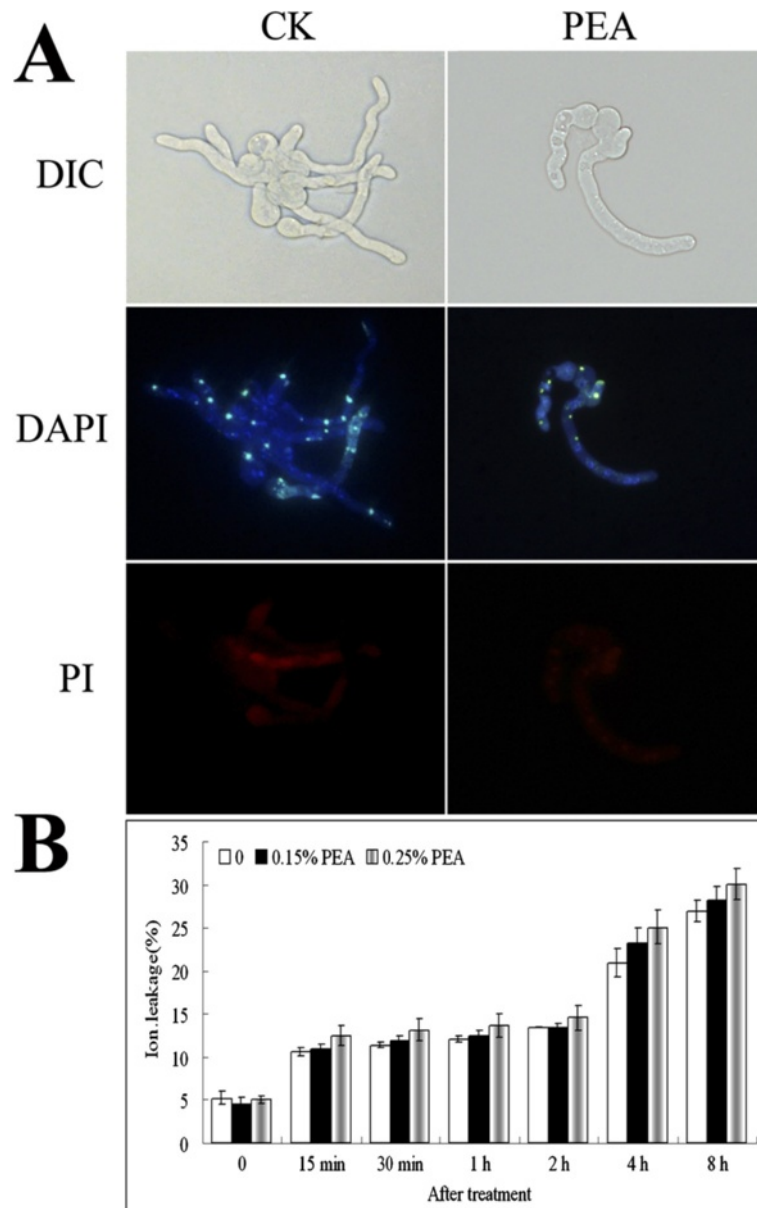 A
CK PEA
DIC
DAPI
PI
B
35
30
25
20
15
10
5
0
Ion.leakage(%)
0 0.15% PEA 0.25% PEA
0 15 min 30 min 1 h 2 h 4 h 8 h
After treatment